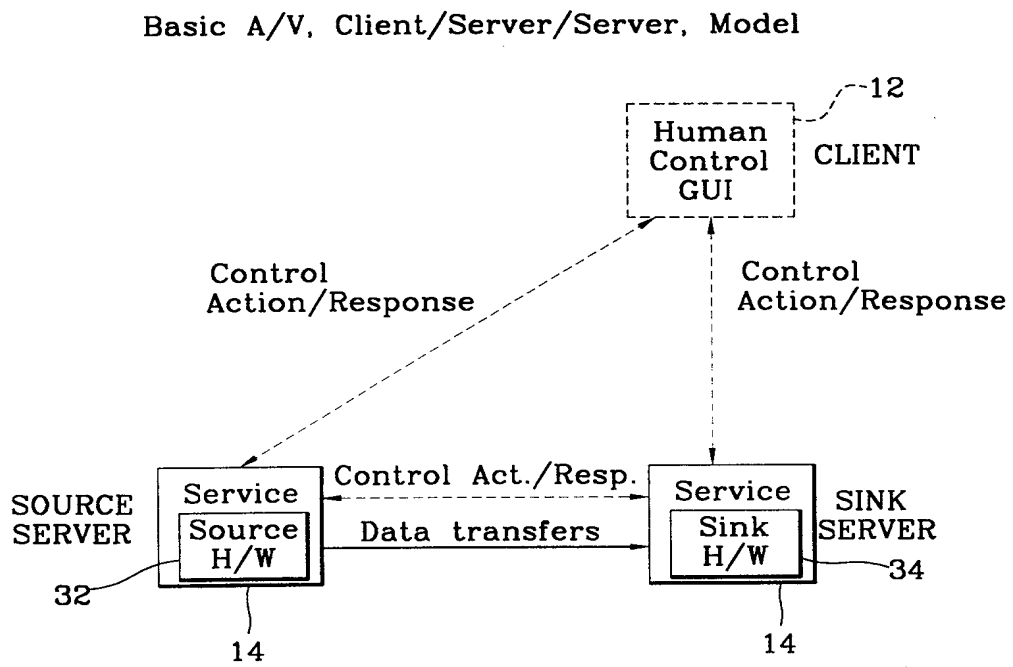 Basic A/V, Client/Server/Server, Model
12
Human
Control
GUI
CLIENT
Control
Action/Response
Control
Action/Response
SOURCE
SERVER
Service
Source
H/W
Control Act./Resp.
Data transfers
Service
Sink
H/W
SINK
SERVER
32
34
14
14